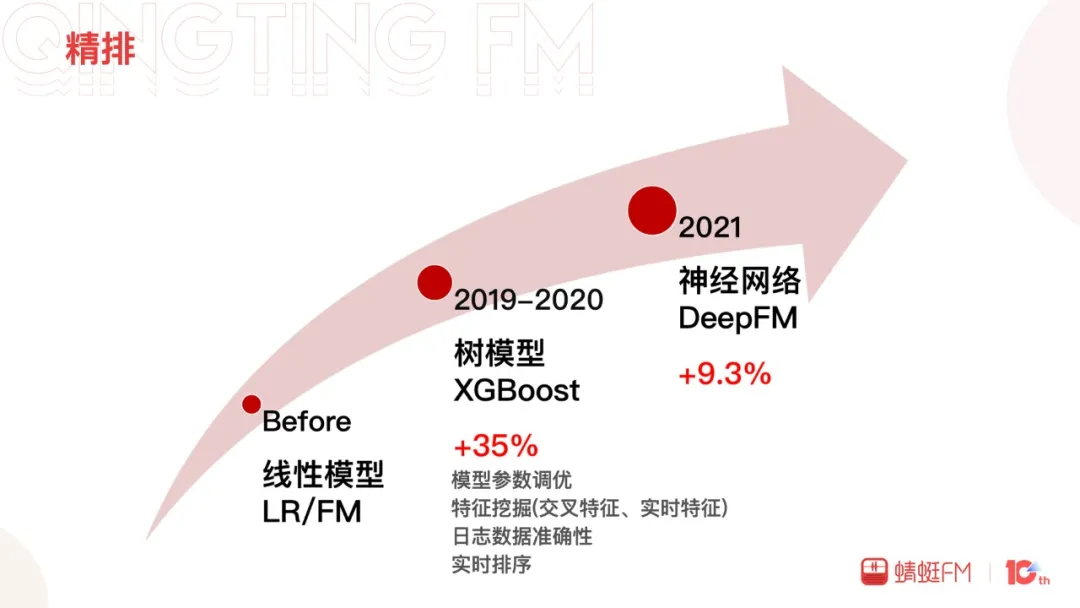 QINGTING FM
精排
2021
神经网络
DeepFM
+9.3%
2019-2020
树模型
XGBoost
+35%
模型参数调优
特征挖掘(交叉特征、实时特征)
日志数据准确性
实时排序
Before
线性模型
LR/FM
蜻蜓FM
10th